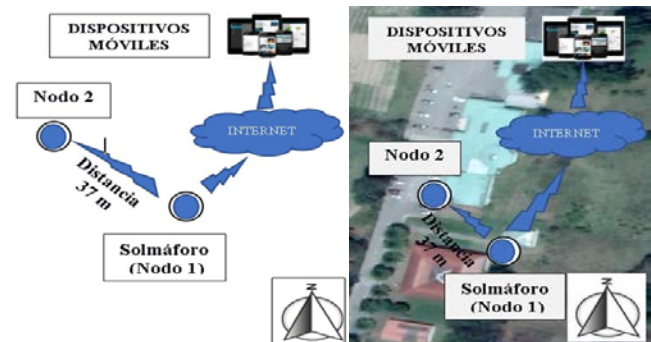 DISPOSITIVOS
MÓVILES
Nodo 2
INTERNET
Distancia
37 m
Solmáforo
(Nodo 1)
N
DISPOSITIVOS
MÓVILES
INTERNET
Nodo 2
Distancia
37 m
Solmáforo
(Nodo 1)
N